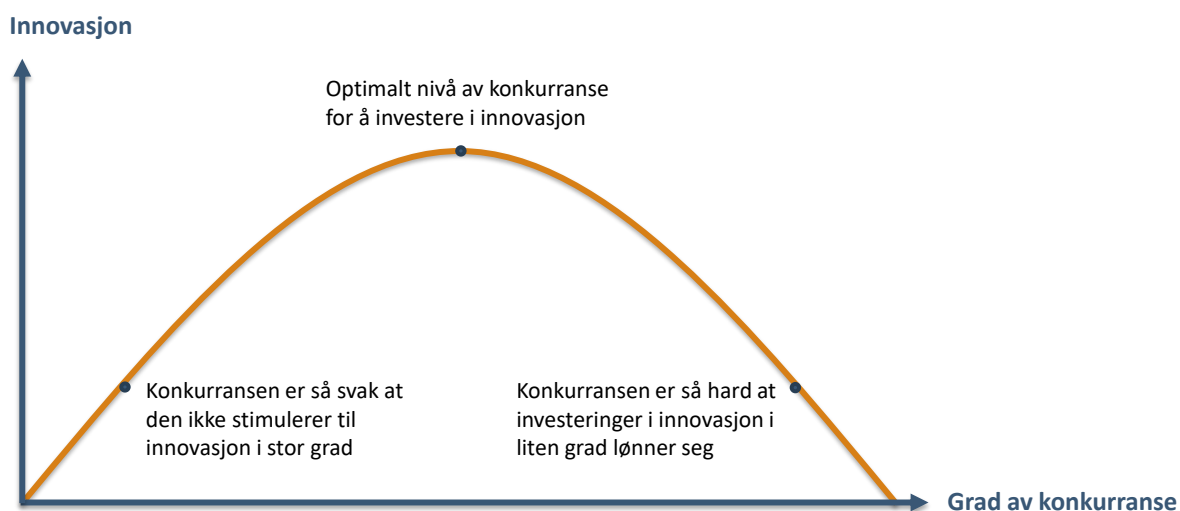 Innovasjon
Optimalt nivå av konkurranse
for å investere i innovasjon
Konkurransen er så svak at
den ikke stimulerer til
innovasjon i stor grad
Konkurransen er så hard at
investeringer i innovasjon i
liten grad lønner seg
Grad av konkurranse